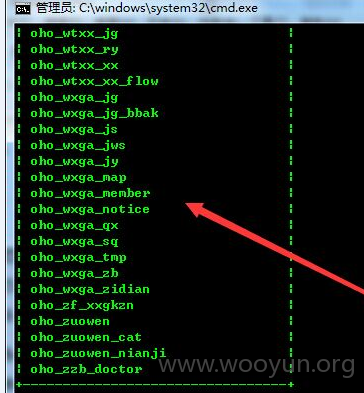 管理员: C:\windows\system32\cmd.exe
| oho_wtxx_jg |
| oho_wtxx_ry |
| oho_wtxx_xx |
| oho_wtxx_xx_flow |
| oho_wxga_jg |
| oho_wxga_jg_bbak |
| oho_wxga_js |
| oho_wxga_jws |
| oho_wxga_jy |
| oho_wxga_map |
| oho_wxga_member |
| oho_wxga_notice |
| oho_wxga_qx |
| oho_wxga_sq |
| oho_wxga_tmp |
| oho_wxga_zb |
| oho_wxga_zidian |
| oho_zf_xxgkzn |
| oho_zuowen |
| oho_zuowen_cat |
| oho_zuowen_nianji |
| oho_zzb_doctor |
+---------------------------------+
www.wooyun.org